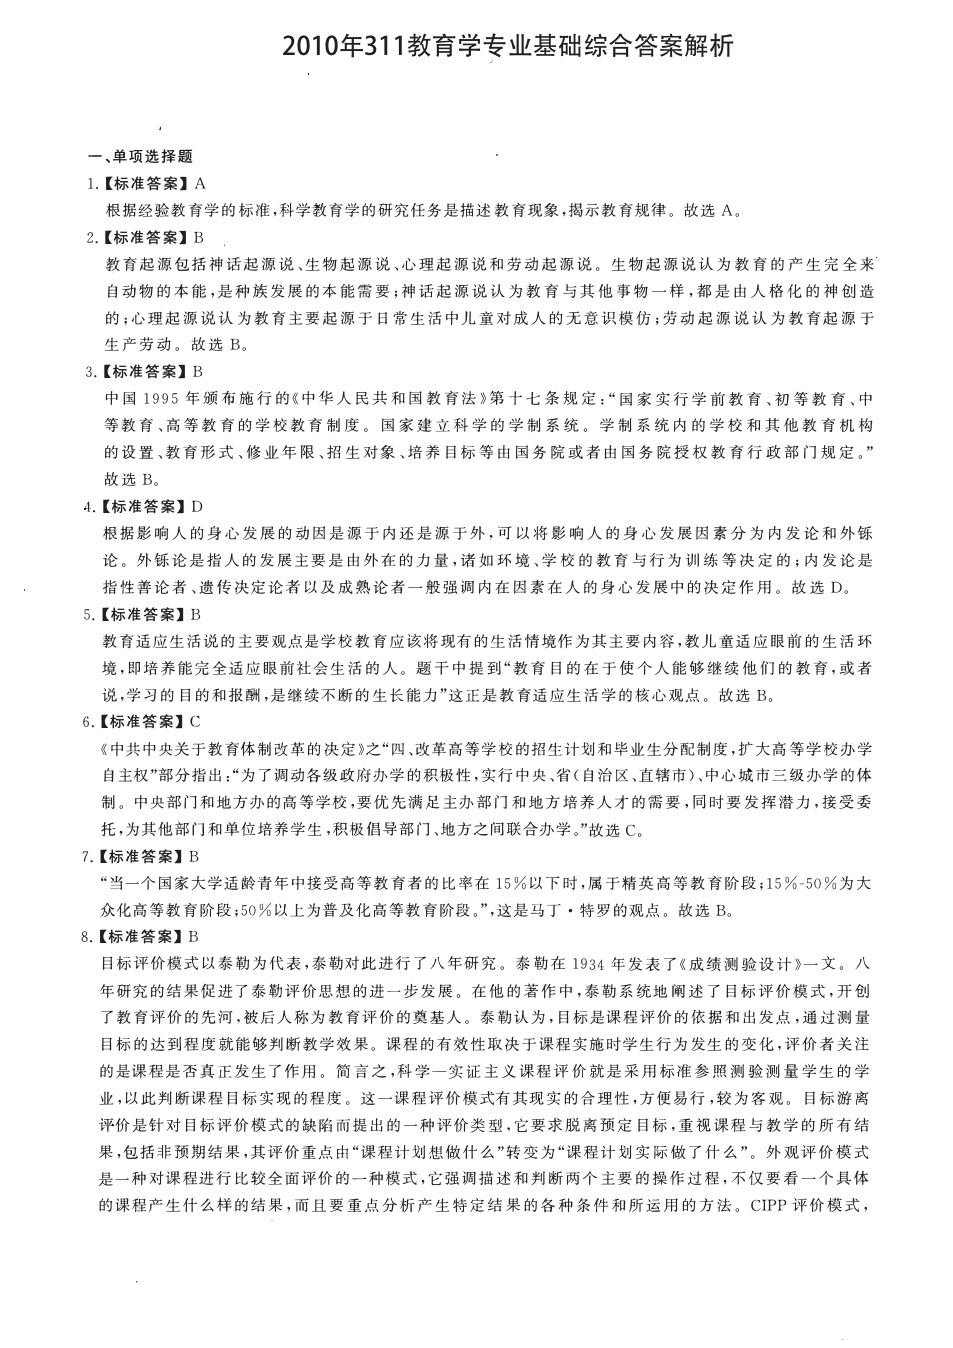 2010年311教育学专业基础综合答案解析
一、单项选择题
1.【标准答案】A
根据经验教育学的标准,科学教育学的研究任务是描述教育现象,揭示教育规律。故选 A。
2.【标准答案】B
教育起源包括神话起源说、生物起源说、心理起源说和劳动起源说。生物起源说认为教育的产生完全来
自动物的本能,是种族发展的本能需要;神话起源说认为教育与其他事物一样,都是由人格化的神创造
的;心理起源说认为教育主要起源于日常生活中儿童对成人的无意识模仿;劳动起源说认为教育起源于
生产劳动。故选 B。
3.【标准答案】B
中国 1995 年颁布施行的《中华人民共和国教育法》第十七条规定:“国家实行学前教育、初等教育、中
等教育、高等教育的学校教育制度。国家建立科学的学制系统。学制系统内的学校和其他教育机构
的设置、教育形式、修业年限、招生对象、培养目标等由国务院或者由国务院授权教育行政部门规定。”
故选 B。
4.【标准答案】D
根据影响人的身心发展的动因是源于内还是源于外,可以将影响人的身心发展因素分为内发论和外铄
论。外铄论是指人的发展主要是由外在的力量,诸如环境、学校的教育与行为训练等决定的;内发论是
指性善论者、遗传决定论者以及成熟论者一般强调内在因素在人的身心发展中的决定作用。故选 D。
5.【标准答案】B
教育适应生活说的主要观点是学校教育应该将现有的生活情境作为其主要内容,教儿童适应眼前的生活环
境,即培养能完全适应眼前社会生活的人。题干中提到“教育目的在于使个人能够继续他们的教育,或者
说,学习的目的和报酬,是继续不断的生长能力”这正是教育适应生活学的核心观点。故选 B。
6.【标准答案】C
《中共中央关于教育体制改革的决定》之“四、改革高等学校的招生计划和毕业生分配制度,扩大高等学校办学
自主权”部分指出:“为了调动各级政府办学的积极性,实行中央、省(自治区、直辖市)、中心城市三级办学的体
制。中央部门和地方办的高等学校,要优先满足主办部门和地方培养人才的需要,同时要发挥潜力,接受委
托,为其他部门和单位培养学生,积极倡导部门、地方之间联合办学。”故选 C。
7.【标准答案】B
“当一个国家大学适龄青年中接受高等教育者的比率在 15%以下时,属于精英高等教育阶段;15%-50%为大
众化高等教育阶段;50%以上为普及化高等教育阶段。”,这是马丁·特罗的观点。故选 B。
8.【标准答案】B
目标评价模式以泰勒为代表,泰勒对此进行了八年研究。泰勒在 1934 年发表了《成绩测验设计》一文。八
年研究的结果促进了泰勒评价思想的进一步发展。在他的著作中,泰勒系统地阐述了目标评价模式,开创
了教育评价的先河,被后人称为教育评价的奠基人。泰勒认为,目标是课程评价的依据和出发点,通过测量
目标的达到程度就能够判断教学效果。课程的有效性取决于课程实施时学生行为发生的变化,评价者关注
的是课程是否真正发生了作用。简言之,科学—实证主义课程评价就是采用标准参照测验测量学生的学
业,以此判断课程目标实现的程度。这一课程评价模式有其现实的合理性,方便易行,较为客观。目标游离
评价是针对目标评价模式的缺陷而提出的一种评价类型,它要求脱离预定目标,重视课程与教学的所有结
果,包括非预期结果,其评价重点由“课程计划想做什么”转变为“课程计划实际做了什么”。外观评价模式
是一种对课程进行比较全面评价的一种模式,它强调描述和判断两个主要的操作过程,不仅要看一个具体
的课程产生什么样的结果,而且要重点分析产生特定结果的各种条件和所运用的方法。CIPP 评价模式,